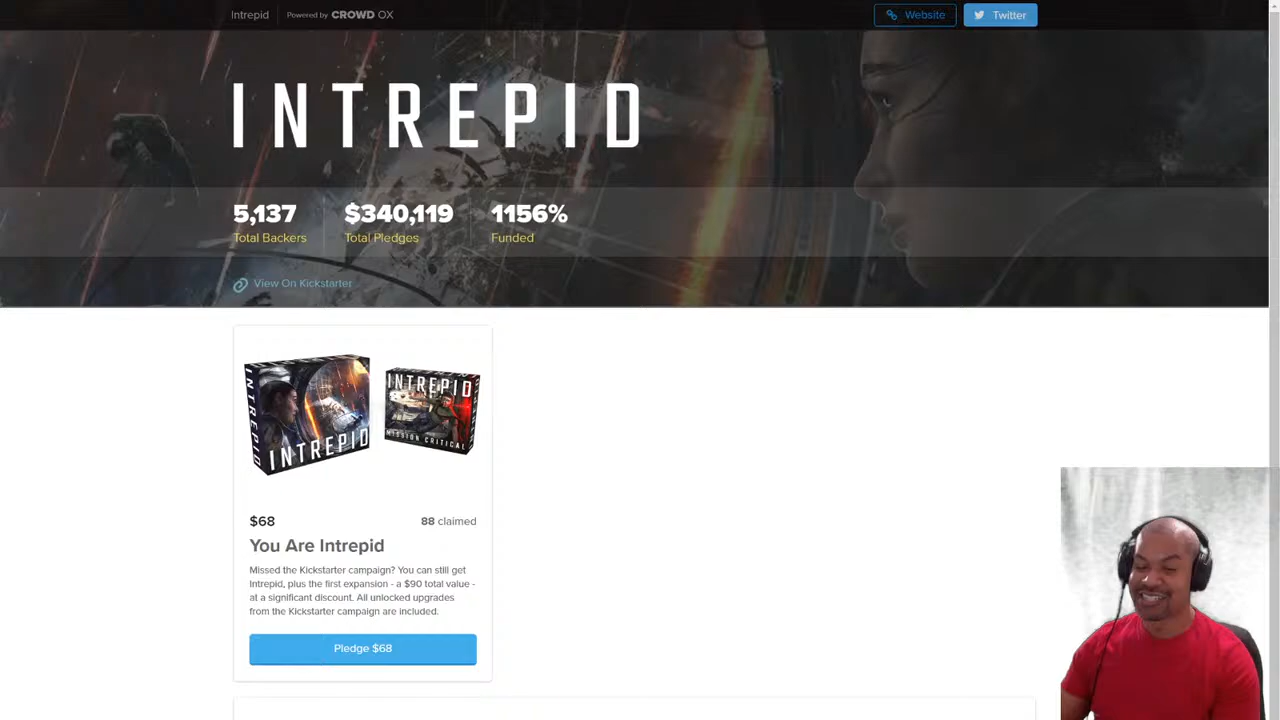 Intrepid
Powered by CROWD OX
Website
Twitter
INTREPID
5,137
Total Backers
$340,119
Total Pledges
1156%
Funded
View On Kickstarter
INTREPID
INTREPID
INTREPID
INTREPID
INTREPID
MISSION CRITICAL
$68
88 claimed
You Are Intrepid
Missed the Kickstarter campaign? You can still get
Intrepid, plus the first expansion - a $90 total value -
at a significant discount. All unlocked upgrades
from the Kickstarter campaign are included.
Pledge $68